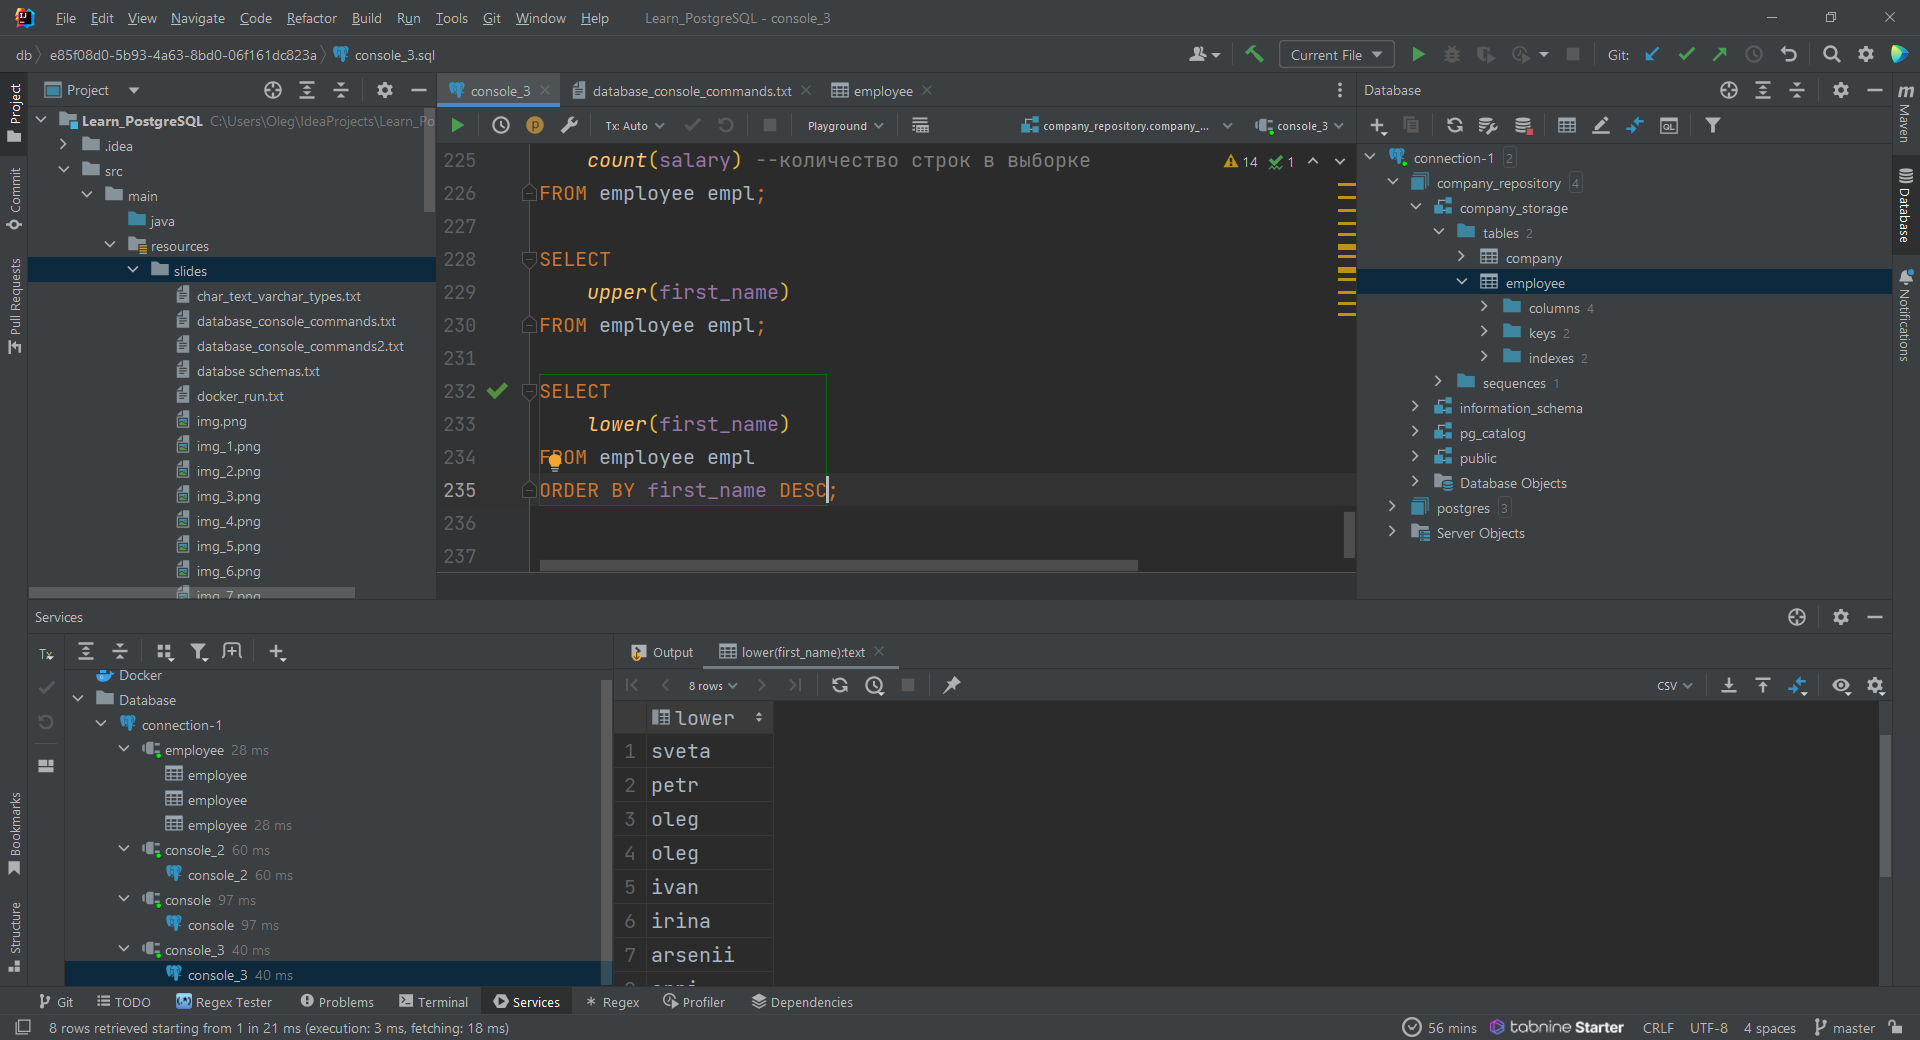 File Edit View Navigate Code Refactor Build Run Tools Git Window Help Learn_PostgreSQL - console_3
db e85f08d0-5b93-4a63-8bd0-06f161dc823a console_3.sql Current File Git:
Project
console_3 database_console_commands.txt employee
Database
Learn_PostgreSQL C:\Users\Oleg\IdeaProjects\Learn_Po
.idea
src
main
java
resources
slides
char_text_varchar_types.txt
database_console_commands.txt
database_console_commands2.txt
databse schemas.txt
docker_run.txt
img.png
img_1.png
img_2.png
img_3.png
img_4.png
img_5.png
img_6.png
img_7.png
Tx: Auto Playground company_repository.company_... console_3
14 1
225 count(salary) --количество строк в выборке
226 FROM employee empl;
227
228 SELECT
229 upper(first_name)
230 FROM employee empl;
231
232 SELECT
233 lower(first_name)
234 FROM employee empl
235 ORDER BY first_name DESC;
236
237
connection-1 2
company_repository 4
company_storage
tables 2
company
employee
columns 4
keys 2
indexes 2
sequences 1
information_schema
pg_catalog
public
Database Objects
postgres 3
Server Objects
Project
Commit
Pull Requests
Bookmarks
Structure
m Maven
Database
Notifications
Services
Tx
Docker
Database
connection-1
employee 28 ms
employee
employee
employee 28 ms
console_2 60 ms
console_2 60 ms
console 97 ms
console 97 ms
console_3 40 ms
console_3 40 ms
Output lower(first_name):text
8 rows CSV
lower
1 sveta
2 petr
3 oleg
4 oleg
5 ivan
6 irina
7 arsenii
Git TODO Regex Tester Problems Terminal Services Regex Profiler Dependencies
8 rows retrieved starting from 1 in 21 ms (execution: 3 ms, fetching: 18 ms) 56 mins tabnine Starter CRLF UTF-8 4 spaces master